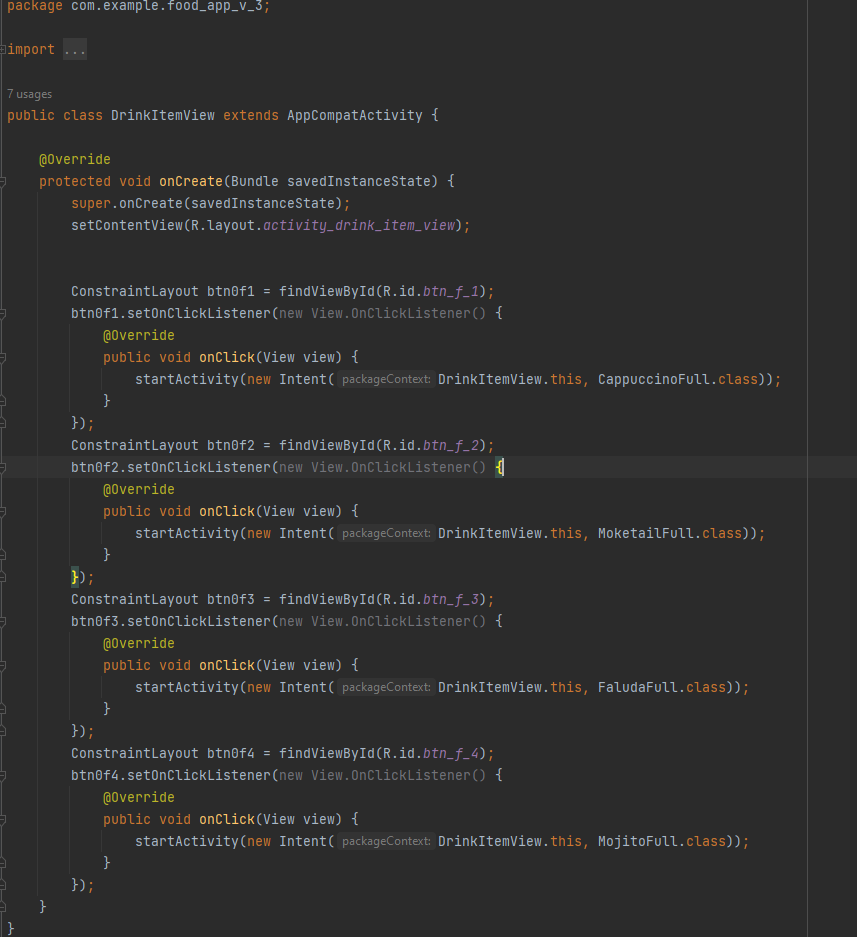 package com.example.food_app_v_3;
import ...
7 usages
public class DrinkItemView extends AppCompatActivity {
@Override
protected void onCreate(Bundle savedInstanceState) {
super.onCreate(savedInstanceState);
setContentView(R.layout.activity_drink_item_view);
ConstraintLayout btn0f1 = findViewById(R.id.btn_f_1);
btn0f1.setOnClickListener(new View.OnClickListener() {
@Override
public void onClick(View view) {
startActivity(new Intent( packageContext: DrinkItemView.this, CappuccinoFull.class));
}
});
ConstraintLayout btn0f2 = findViewById(R.id.btn_f_2);
btn0f2.setOnClickListener(new View.OnClickListener() {
@Override
public void onClick(View view) {
startActivity(new Intent( packageContext: DrinkItemView.this, MoketailFull.class));
}
});
ConstraintLayout btn0f3 = findViewById(R.id.btn_f_3);
btn0f3.setOnClickListener(new View.OnClickListener() {
@Override
public void onClick(View view) {
startActivity(new Intent( packageContext: DrinkItemView.this, FaludaFull.class));
}
});
ConstraintLayout btn0f4 = findViewById(R.id.btn_f_4);
btn0f4.setOnClickListener(new View.OnClickListener() {
@Override
public void onClick(View view) {
startActivity(new Intent( packageContext: DrinkItemView.this, MojitoFull.class));
}
});
}
}